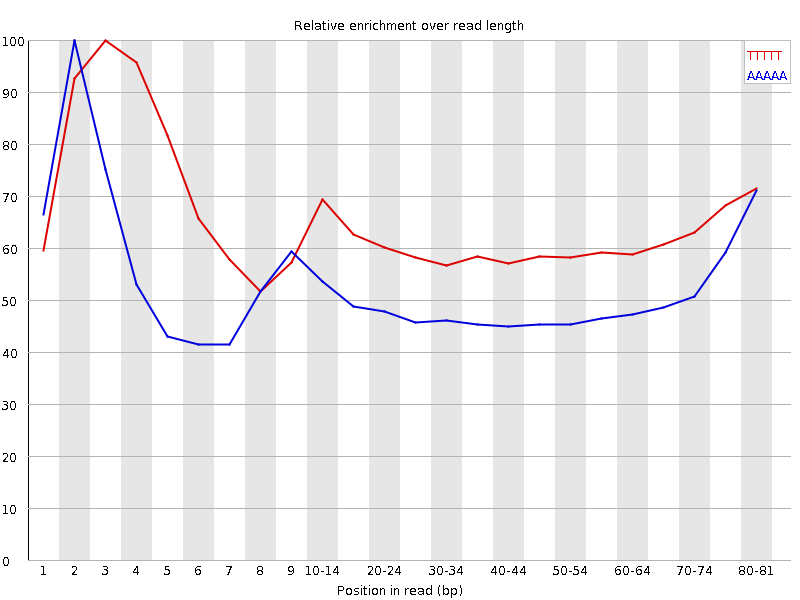 Relative enrichment over read length
TTTTT
AAAAA
100
90
80
70
60
50
40
30
20
10
0
1 2 3 4 5 6 7 8 9 10-14 20-24 30-34 40-44 50-54 60-64 70-74 80-81
Position in read (bp)